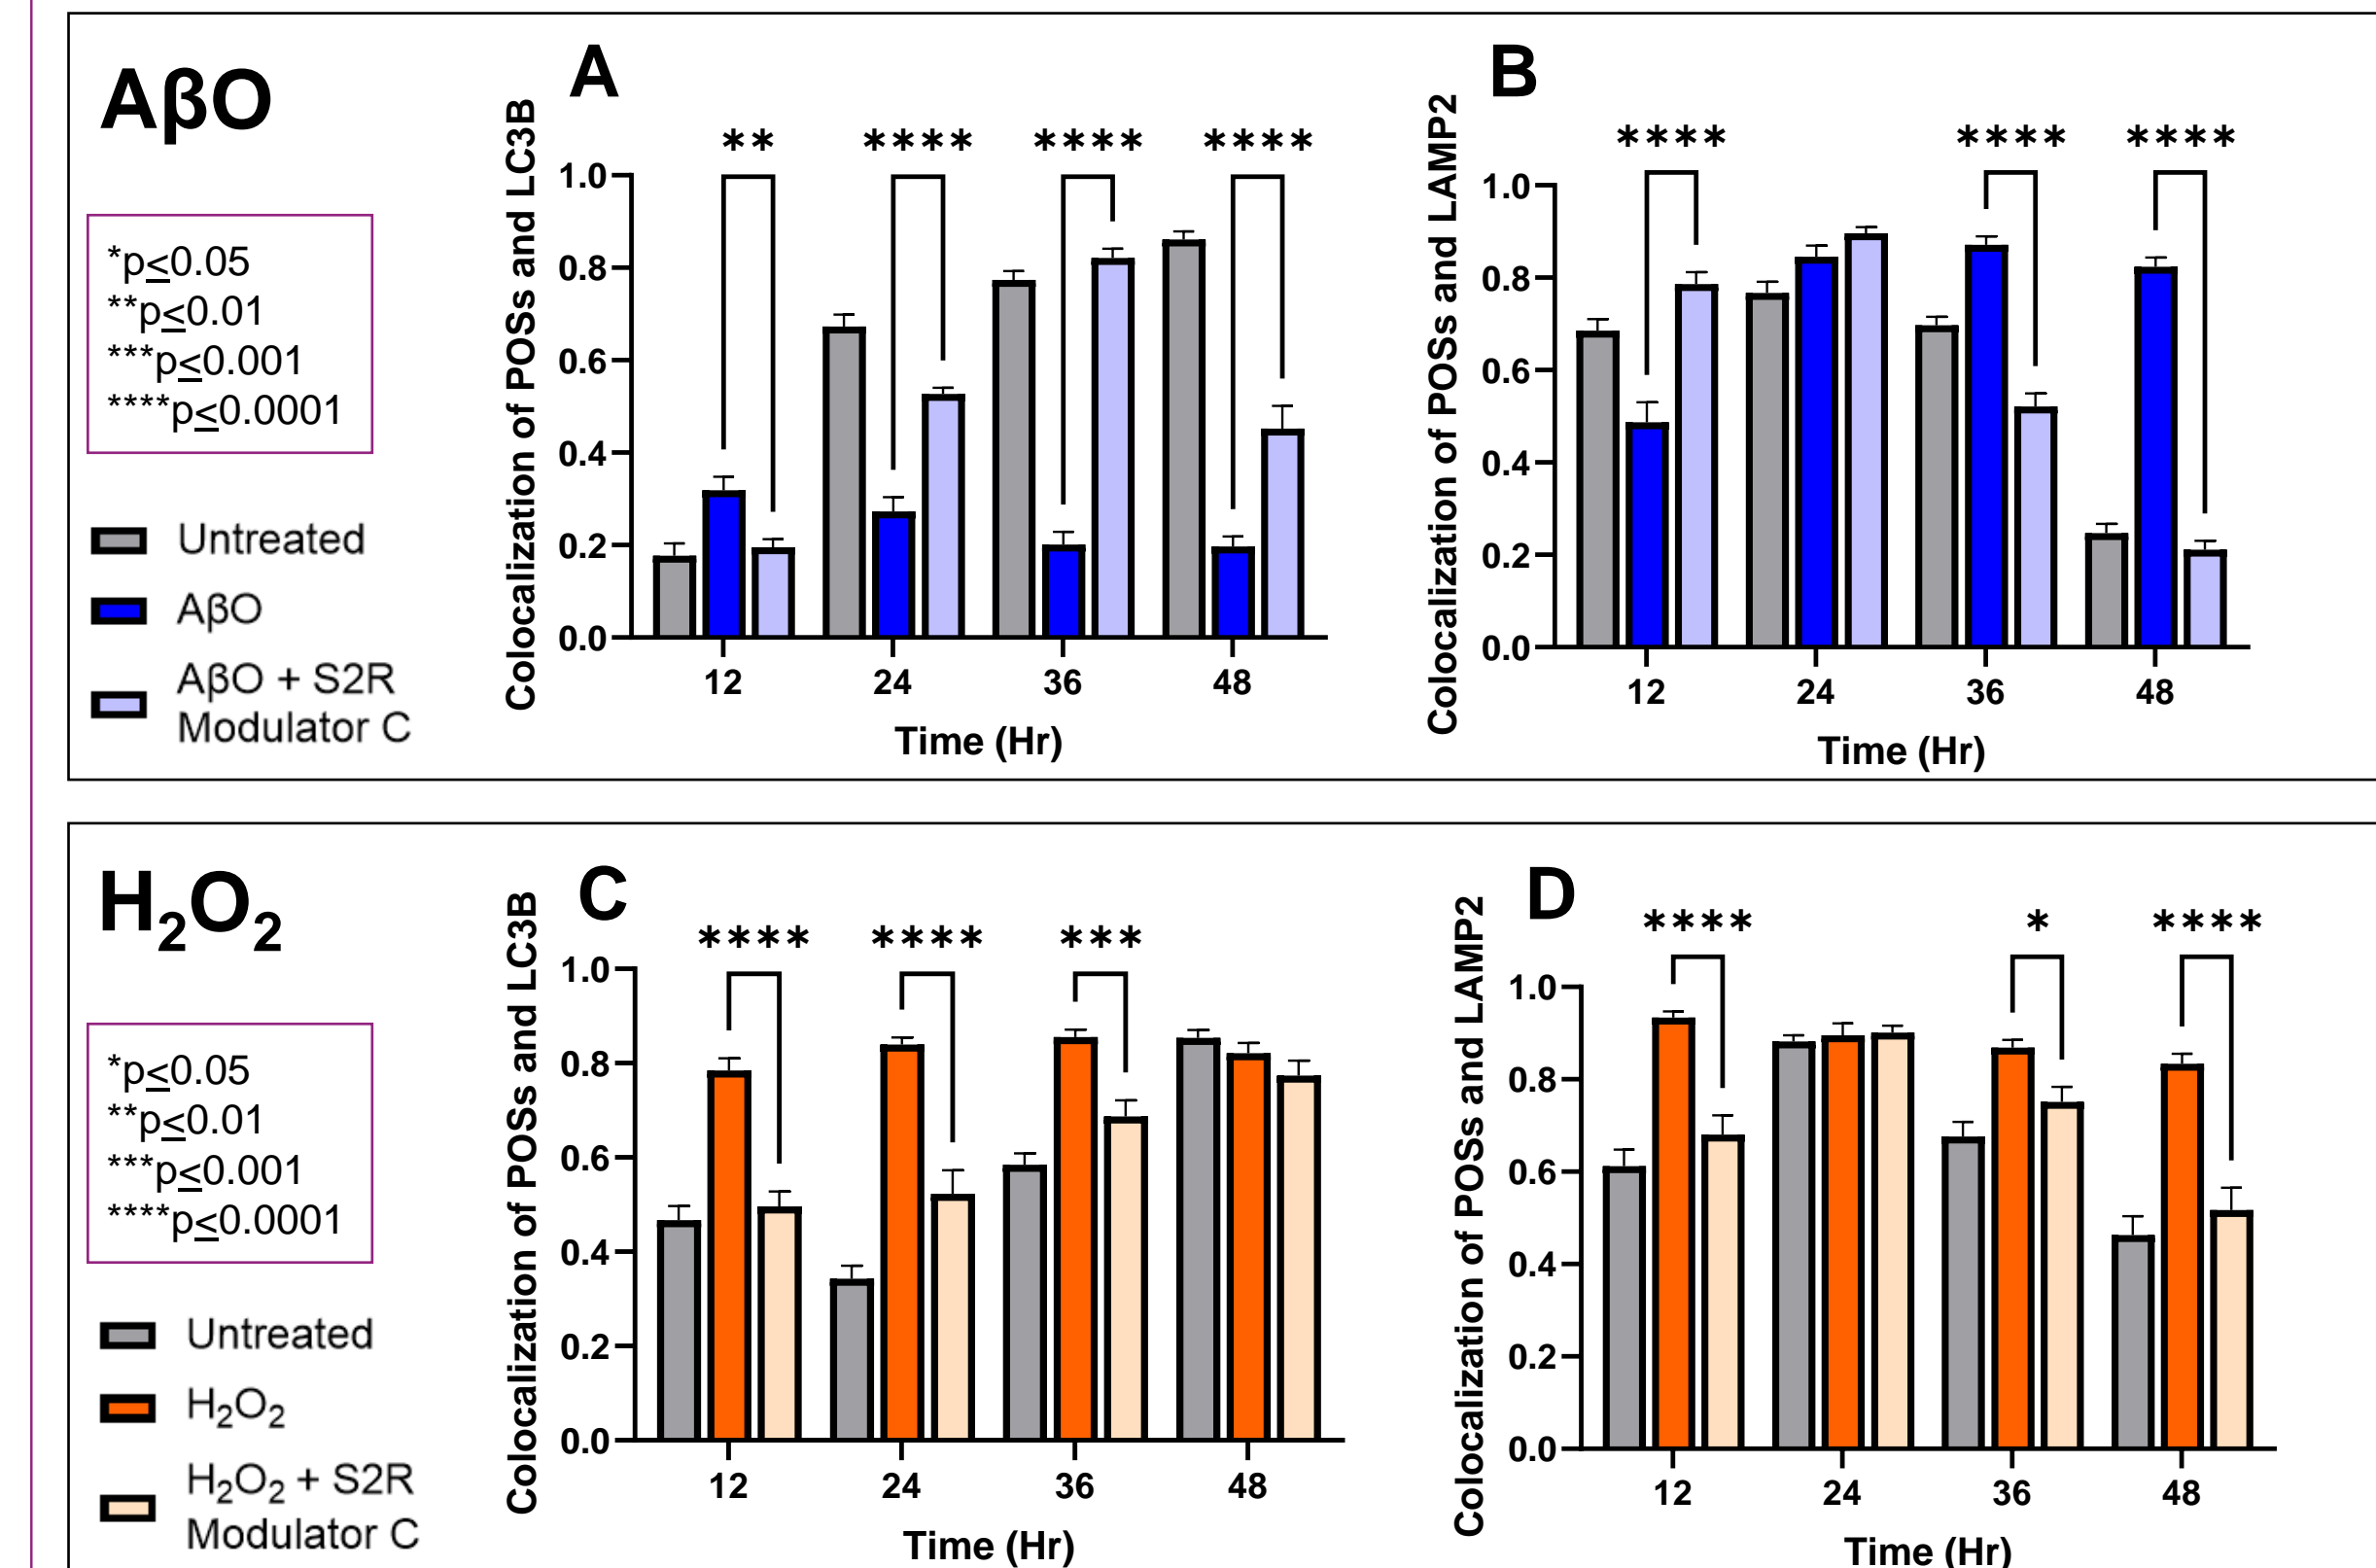 AβO
*p≤0.05
**p≤0.01
***p≤0.001
****p≤0.0001
Untreated
AβO
AβO + S2R
Modulator C
A
Colocalization of POSs and LC3B
** **** **** ****
1.0
0.8
0.6
0.4
0.2
0.0
12 24 36 48
Time (Hr)
B
Colocalization of POSs and LAMP2
**** **** ****
1.0
0.8
0.6
0.4
0.2
0.0
12 24 36 48
Time (Hr)
H₂O₂
*p≤0.05
**p≤0.01
***p≤0.001
****p≤0.0001
Untreated
H₂O₂
H₂O₂ + S2R
Modulator C
C
Colocalization of POSs and LC3B
**** **** ***
1.0
0.8
0.6
0.4
0.2
0.0
12 24 36 48
Time (Hr)
D
Colocalization of POSs and LAMP2
**** * ****
1.0
0.8
0.6
0.4
0.2
0.0
12 24 36 48
Time (Hr)